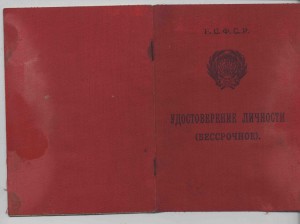 Р.С.Ф.С.Р.
УДОСТОВЕРЕНИЕ ЛИЧНОСТИ
(БЕССРОЧНОЕ).